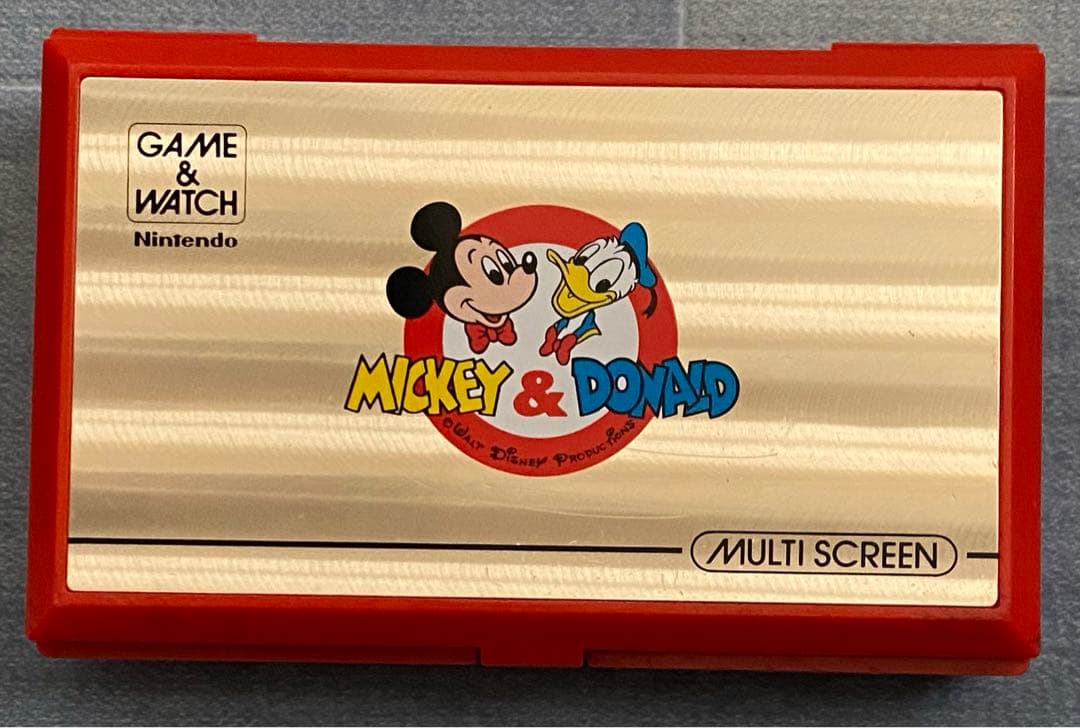 GAME
&
WATCH
Nintendo
MICKEY & DONALD
© WALT DISNEY PRODUCTIONS
MULTI SCREEN